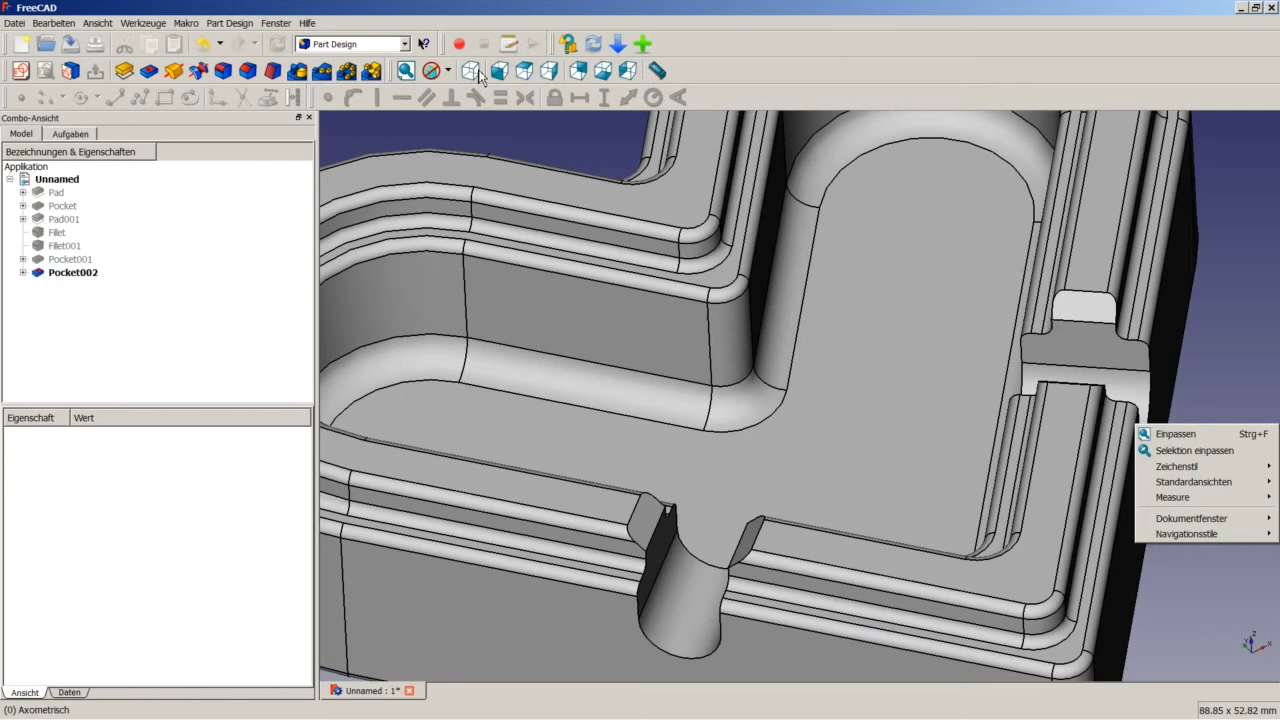 FreeCAD
Datei Bearbeiten Ansicht Werkzeuge Makro Part Design Fenster Hilfe
Part Design
Combo-Ansicht
Model Aufgaben
Bezeichnungen & Eigenschaften
Applikation
Unnamed
Pad
Pocket
Pad001
Fillet
Fillet001
Pocket001
Pocket002
Eigenschaft Wert
Einpassen Strg+F
Selektion einpassen
Zeichenstil
Standardansichten
Measure
Dokumentfenster
Navigationsstile
Z
Y
X
Ansicht Daten
Unnamed : 1*
(0) Axometrisch
88.85 x 52.82 mm